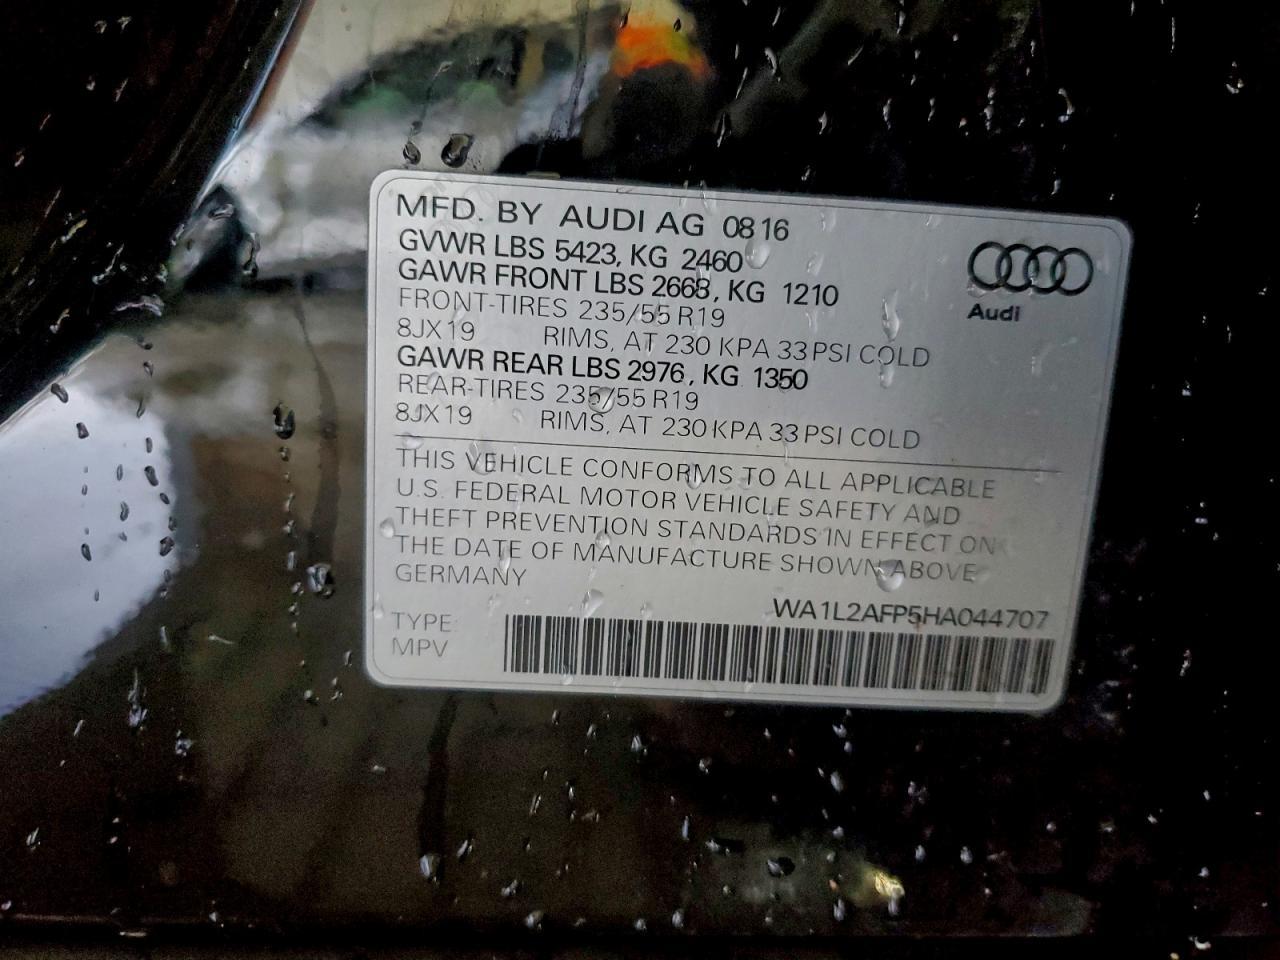 MFD. BY AUDI AG 0816
GVWR LBS 5423, KG 2460
GAWR FRONT LBS 2668, KG 1210
FRONT-TIRES 235/55 R19
8JX19 RIMS, AT 230 KPA 33 PSI COLD
GAWR REAR LBS 2976, KG 1350
REAR-TIRES 235/55 R19
8JX19 RIMS, AT 230 KPA 33 PSI COLD
Audi
THIS VEHICLE CONFORMS TO ALL APPLICABLE
U.S. FEDERAL MOTOR VEHICLE SAFETY AND
THEFT PREVENTION STANDARDS IN EFFECT ON
THE DATE OF MANUFACTURE SHOWN ABOVE
GERMANY
WA1L2AFP5HA044707
TYPE:
MPV